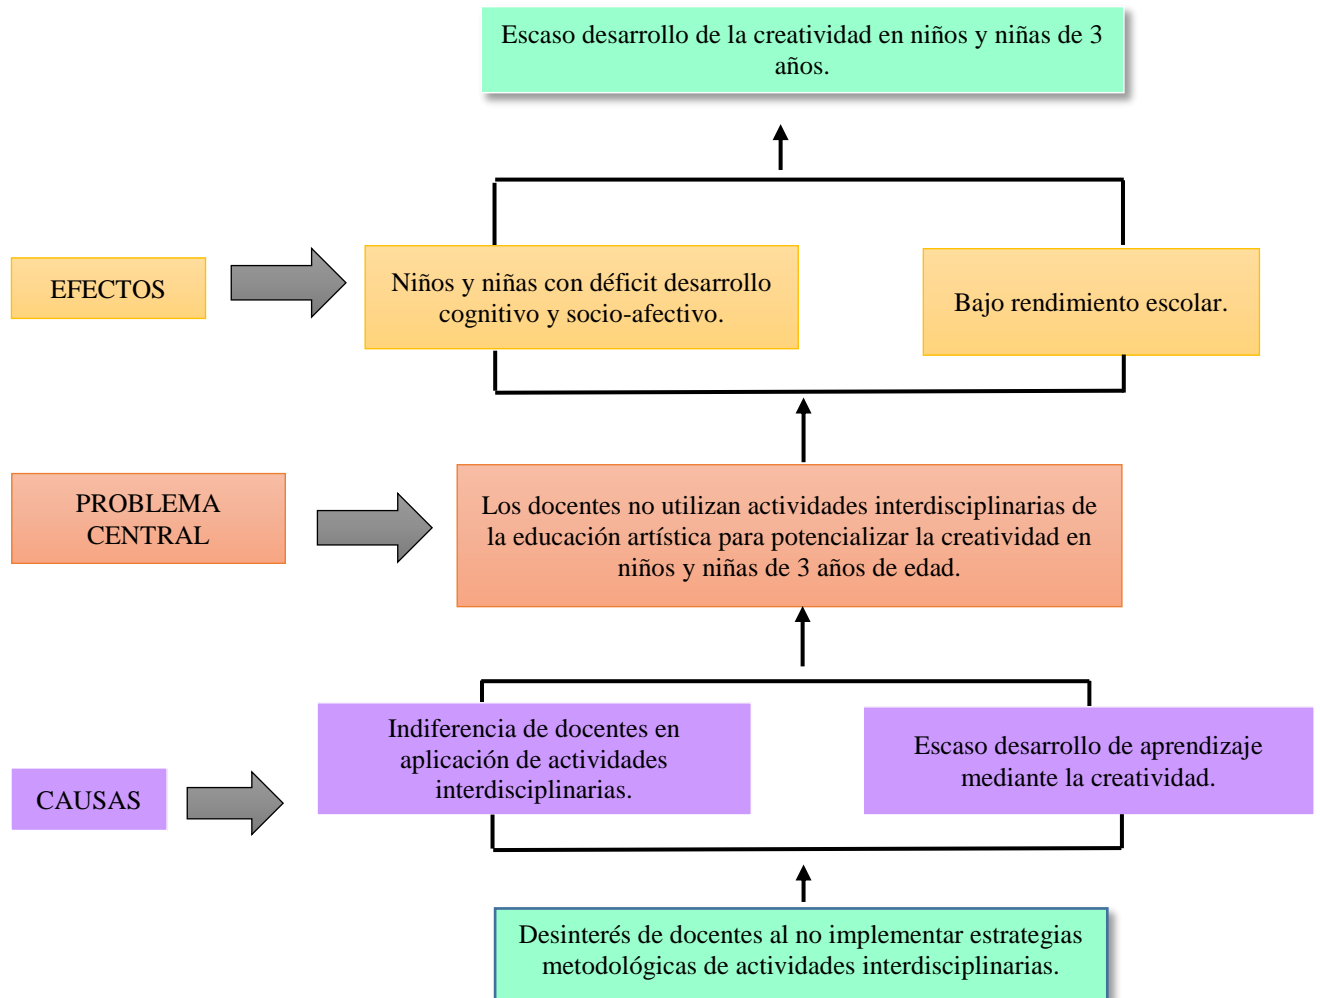 Escaso desarrollo de la creatividad en niños y niñas de 3
años.
EFECTOS
Niños y niñas con déficit desarrollo
cognitivo y socio-afectivo.
Bajo rendimiento escolar.
PROBLEMA
CENTRAL
Los docentes no utilizan actividades interdisciplinarias de
la educación artística para potencializar la creatividad en
niños y niñas de 3 años de edad.
CAUSAS
Indiferencia de docentes en
aplicación de actividades
interdisciplinarias.
Escaso desarrollo de aprendizaje
mediante la creatividad.
Desinterés de docentes al no implementar estrategias
metodológicas de actividades interdisciplinarias.